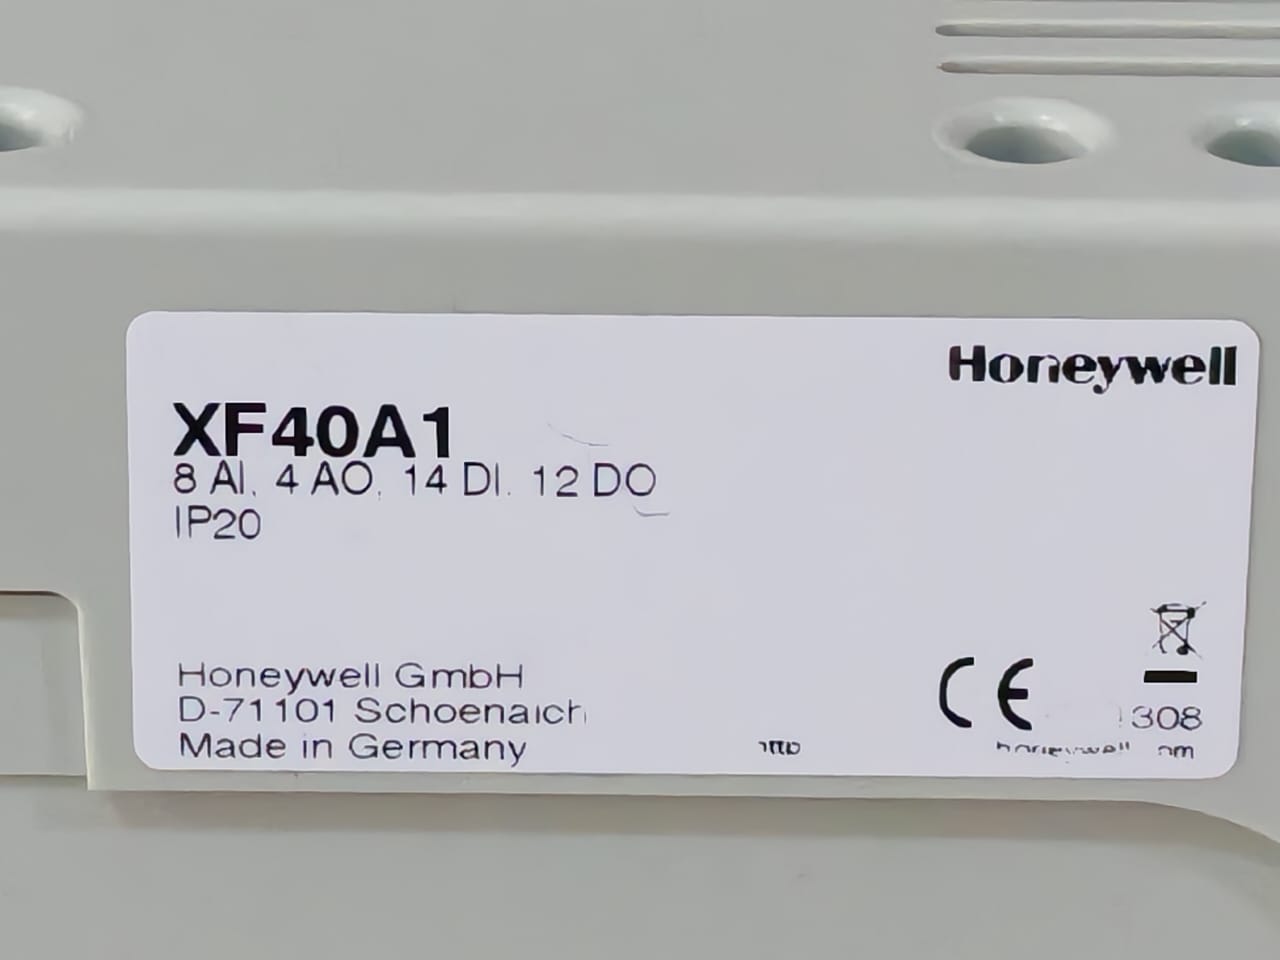 Honeywell
XF40A1
8 AI, 4 AO, 14 DI, 12 DO
IP20
Honeywell GmbH
D-71101 Schoenaich
Made in Germany
CE